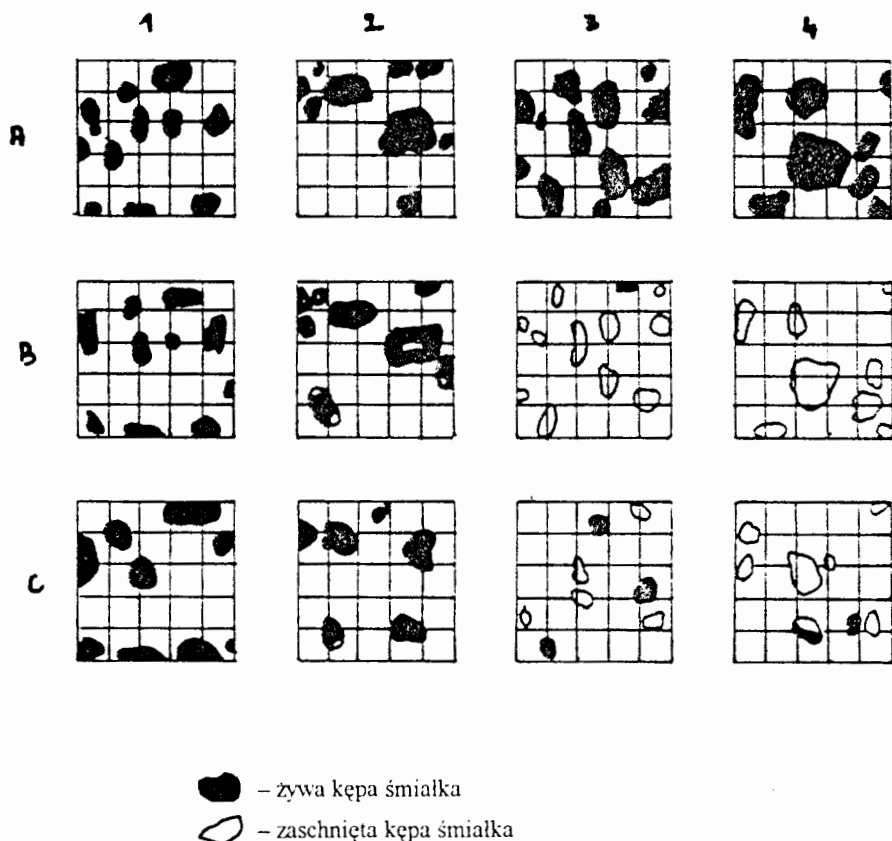 1 2 3 4
A
B
C
– żywa kępa śmiałka
– zaschnięta kępa śmiałka